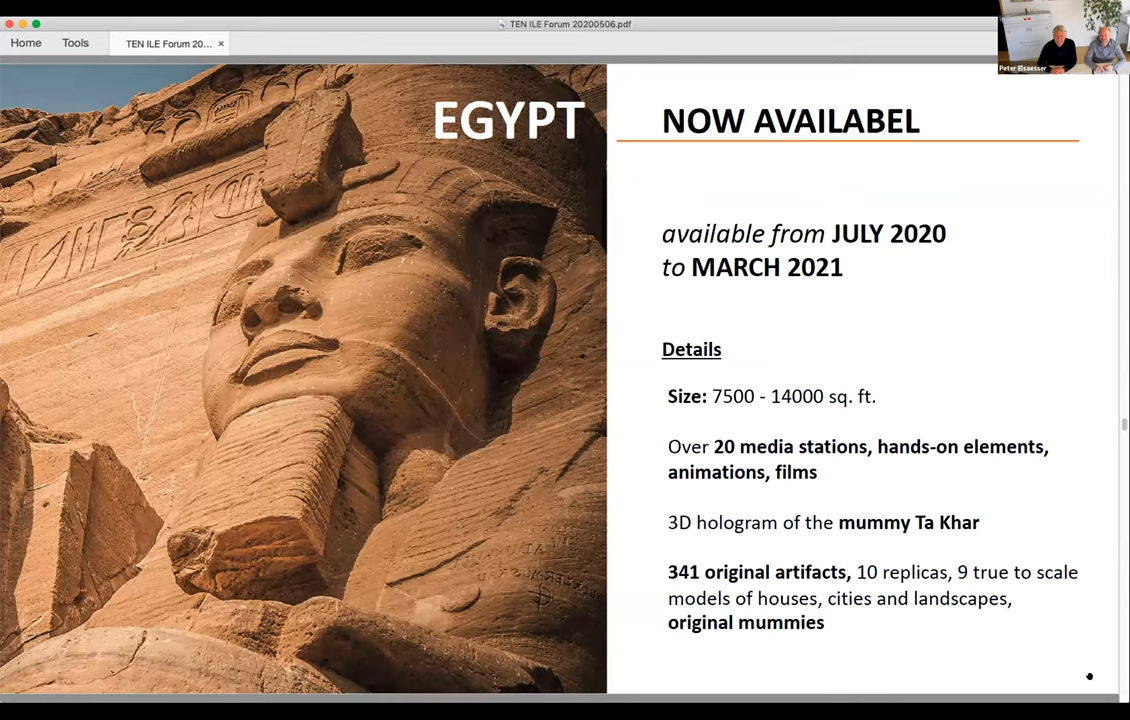 TEN ILE Forum 20200506.pdf
Home
Tools
TEN ILE Forum 20... ×
Peter Elsaesser
EGYPT
NOW AVAILABEL
available from JULY 2020
to MARCH 2021
Details
Size: 7500 - 14000 sq. ft.
Over 20 media stations, hands-on elements,
animations, films
3D hologram of the mummy Ta Khar
341 original artifacts, 10 replicas, 9 true to scale
models of houses, cities and landscapes,
original mummies